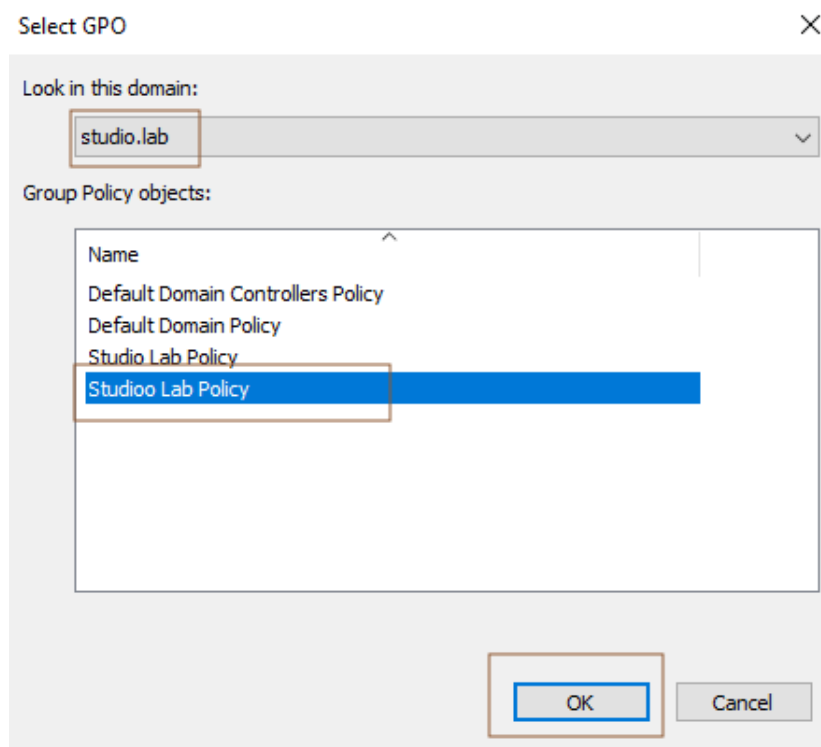 Select GPO
Look in this domain:
studio.lab
Group Policy objects:
Name
Default Domain Controllers Policy
Default Domain Policy
Studio Lab Policy
Studioo Lab Policy
OK Cancel